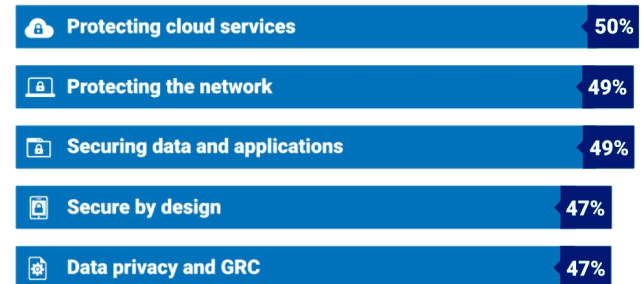 Protecting cloud services 50%
Protecting the network 49%
Securing data and applications 49%
Secure by design 47%
Data privacy and GRC 47%